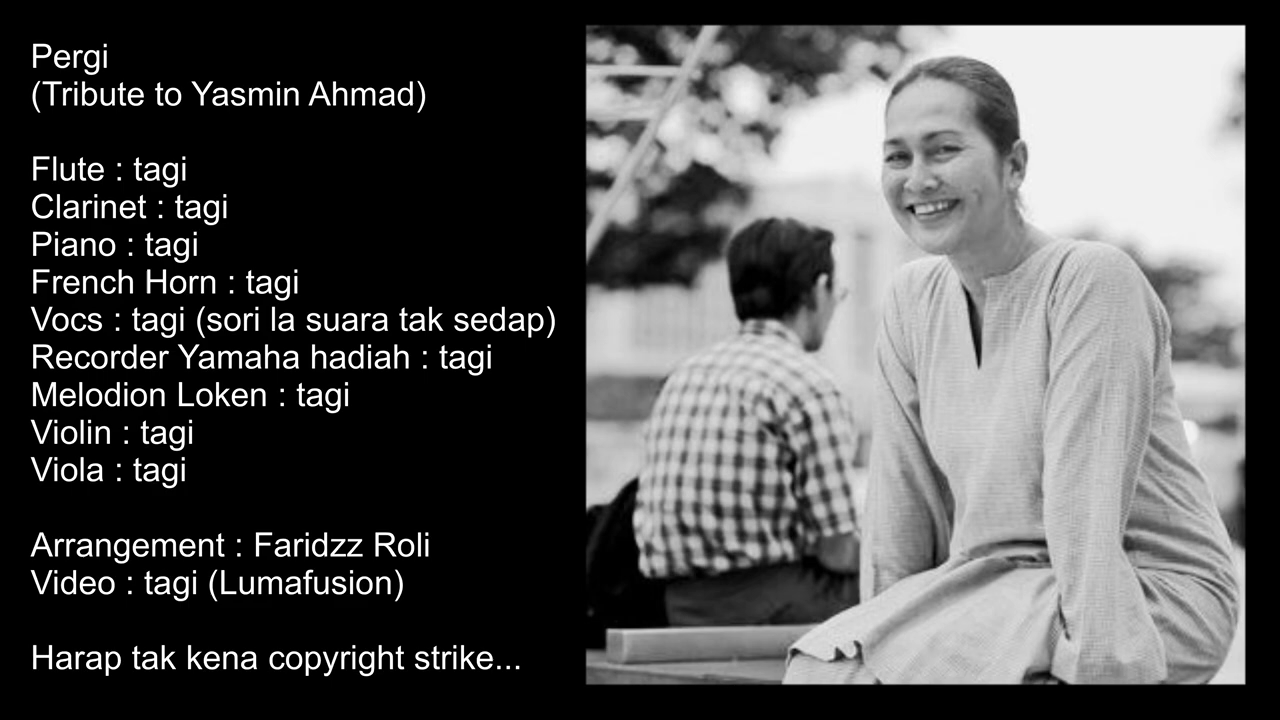 Pergi
(Tribute to Yasmin Ahmad)
Flute : tagi
Clarinet : tagi
Piano : tagi
French Horn : tagi
Vocs : tagi (sori la suara tak sedap)
Recorder Yamaha hadiah : tagi
Melodion Loken : tagi
Violin : tagi
Viola : tagi
Arrangement : Faridzz Roli
Video : tagi (Lumafusion)
Harap tak kena copyright strike...